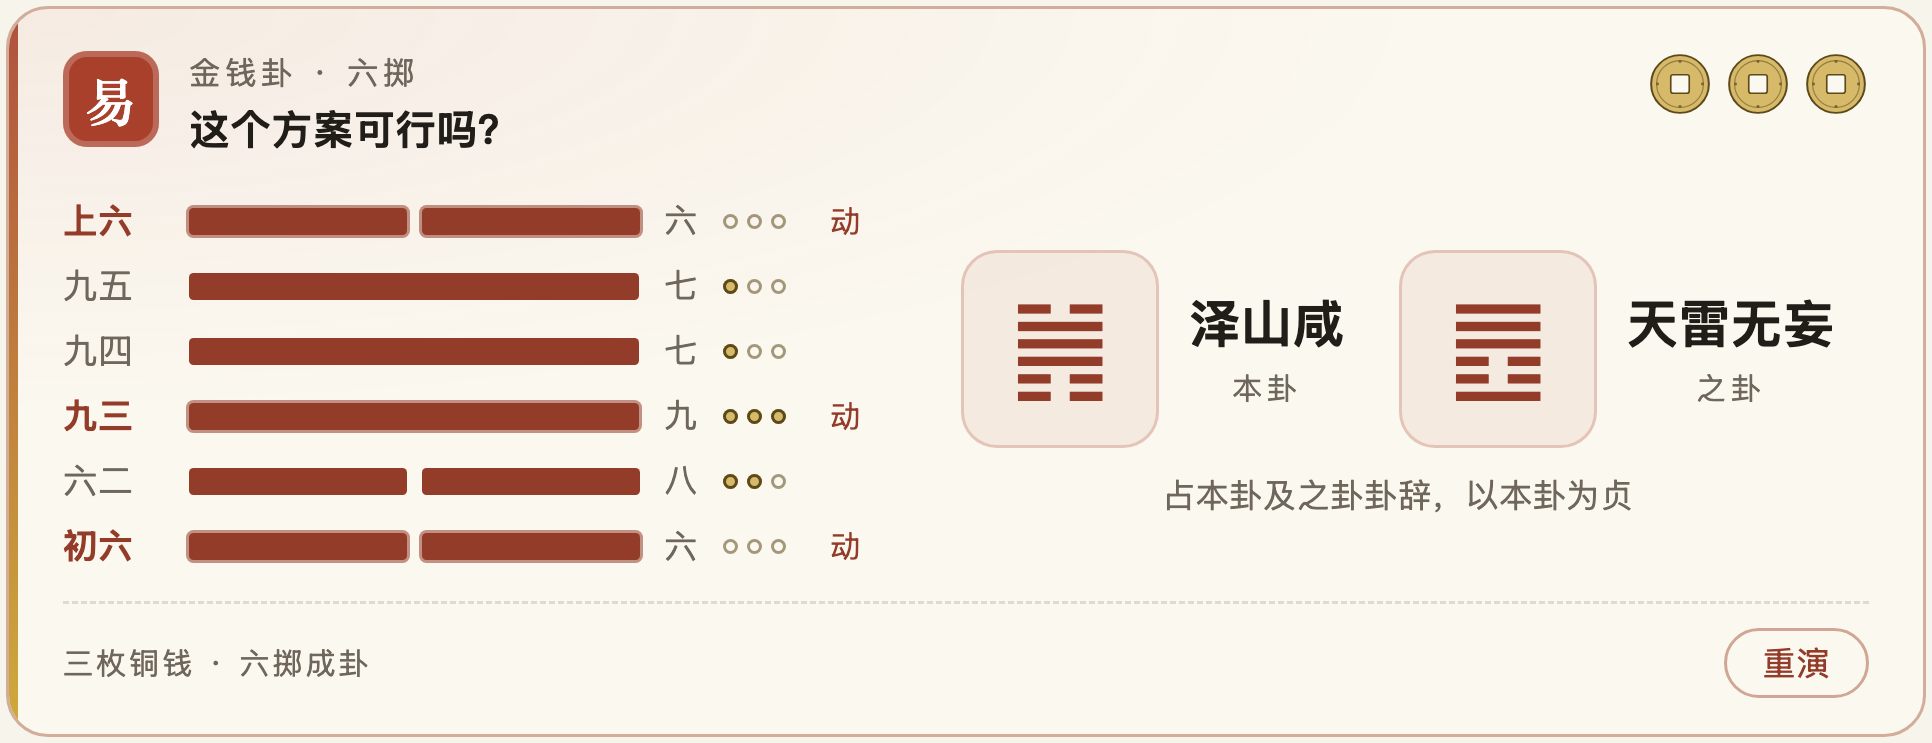 易
金钱卦 · 六掷
这个方案可行吗?
上六 六 动
九五 七
九四 七
九三 九 动
六二 八
初六 六 动
泽山咸
本卦
天雷无妄
之卦
占本卦及之卦卦辞，以本卦为贞
三枚铜钱 · 六掷成卦
重演